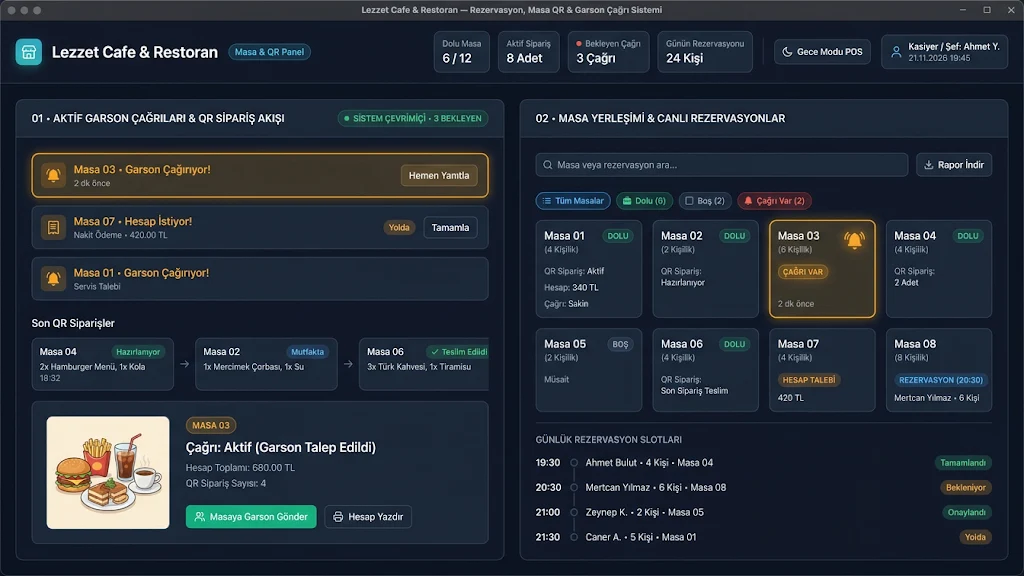 Lezzet Cafe & Restoran — Rezervasyon, Masa QR & Garson Çağrı Sistemi
Lezzet Cafe & Restoran
Masa & QR Panel
Dolu Masa
6 / 12
Aktif Sipariş
8 Adet
Bekleyen Çağrı
3 Çağrı
Günün Rezervasyonu
24 Kişi
Gece Modu POS
Kasiyer / Şef: Ahmet Y.
21.11.2026 19:45
01 • AKTİF GARSON ÇAĞRILARI & QR SİPARİŞ AKIŞI
SİSTEM ÇEVRİMİÇİ • 3 BEKLEYEN
Masa 03 • Garson Çağırıyor!
2 dk önce
Hemen Yamtla
Masa 07 • Hesap İstiyor!
Nakit Ödeme • 420.00 TL
Yolda
Tamamla
Masa 01 • Garson Çağırıyor!
Servis Talebi
Son QR Siparişler
Masa 04
Hazırlamyor
2x Hamburger Menü, 1x Kola
18:32
Masa 02
Mutfakta
1x Mercimek Çorbası, 1x Su
Masa 06
Teslim Edildi
3x Türk Kahvesi, 1x Tiramisu
MASA 03
Çağrı: Aktif (Garson Talep Edildi)
Hesap Toplamı: 680.00 TL
QR Sipariş Sayısı: 4
Masaya Garson Gönder
Hesap Yazdır
02 • MASA YERLEŞİMİ & CANLI REZERVASYONLAR
Masa veya rezervasyon ara...
Rapor İndir
Tüm Masalar
Dolu (6)
Boş (2)
Çağrı Var (2)
Masa 01
DOLU
(4 Kişilik)
QR Sipariş: Aktif
Hesap: 340 TL
Çağrı: Sakin
Masa 02
DOLU
(2 Kişilik)
QR Sipariş:
Hazırlanıyor
Masa 03
(6 Kişilik)
ÇAĞRI VAR
2 dk önce
Masa 04
DOLU
(4 Kişilik)
QR Sipariş:
2 Adet
Masa 05
BOŞ
(2 Kişilik)
Müsait
Masa 06
DOLU
(4 Kişilik)
QR Sipariş:
Son Sipariş Teslim
Masa 07
(4 Kişilik)
HESAP TALEBİ
420 TL
Masa 08
(8 Kişilik)
REZERVASYON (20:30)
Mertcan Yılmaz • 6 Kişi
GÜNLÜK REZERVASYON SLOTLARI
19:30 Ahmet Bulut • 4 Kişi • Masa 04 Tamamlandı
20:30 Mertcan Yılmaz • 6 Kişi • Masa 08 Bekleniyor
21:00 Zeynep K. • 2 Kişi • Masa 05 Onaylandı
21:30 Caner A. • 5 Kişi • Masa 01 Yoida